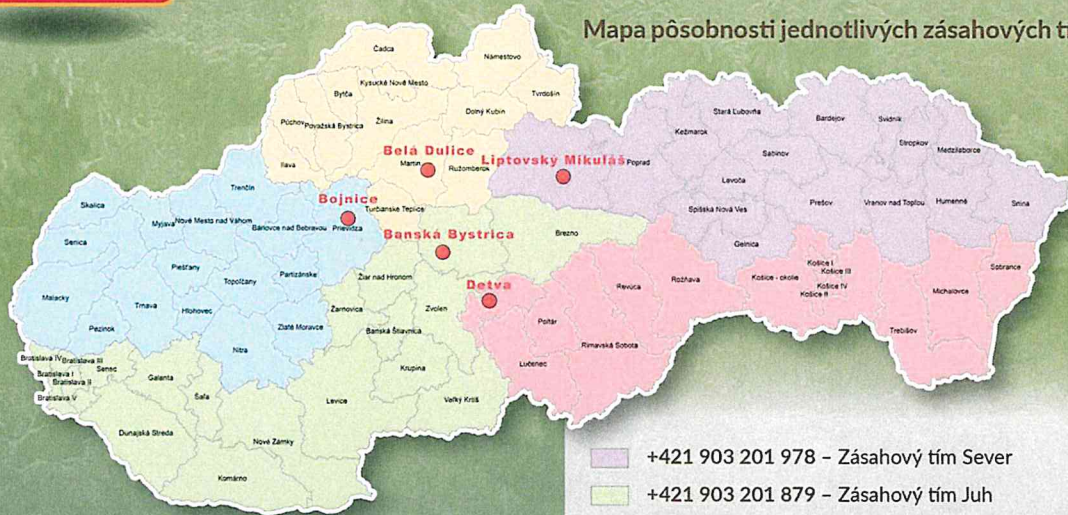 Mapa pôsobnosti jednotlivých zásahových
Čadca
Námestovo
Kysucké Nové Mesto
Bytča
Tvrdošín
Dolný Kubín
Púchov
Považská Bystrica
Žilina
Ilava
Belá Dulice
Martin
Ružomberok
Liptovský Mikuláš
Poprad
Kežmarok
Stará Ľubovňa
Bardejov
Svidník
Stropkov
Medzilaborce
Sabinov
Levoča
Spišská Nová Ves
Prešov
Vranov nad Topľou
Humenné
Snina
Gelnica
Trenčín
Bojnice
Turčianske Teplice
Skalica
Myjava
Nové Mesto nad Váhom
Bánovce nad Bebravou
Prievidza
Senica
Banská Bystrica
Brezno
Piešťany
Topoľčany
Partizánske
Žiar nad Hronom
Detva
Malacky
Trnava
Hlohovec
Žarnovica
Zvolen
Pezinok
Zlaté Moravce
Banská Štiavnica
Nitra
Krupina
Rožňava
Revúca
Poltár
Rimavská Sobota
Lučenec
Košice - okolie
Košice I
Košice III
Košice IV
Košice II
Michalovce
Sobrance
Trebišov
Bratislava IV
Bratislava III
Bratislava I
Bratislava II
Bratislava V
Senec
Galanta
Šaľa
Levice
Veľký Krtíš
Dunajská Streda
Nové Zámky
Komárno
+421 903 201 978 – Zásahový tím Sever
+421 903 201 879 – Zásahový tím Juh